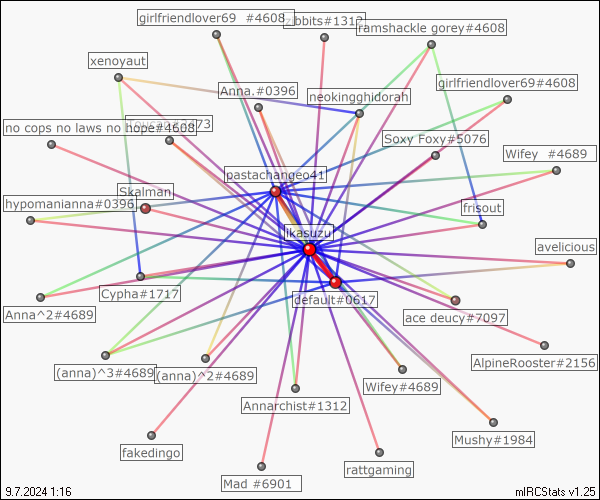 girlfriendlover69  #4608
zibbits#1312
ramshackle gorey#4608
xenoyaut
Anna.#0396
neokingghidorah
girlfriendlover69#4608
no cops no laws no hope#4608
Soxy Foxy#5076
Wifey  #4689
pastachangeo41
Skalman
hypomanianna#0396
frisout
likasuzu
avelicious
Cypha#1717
default#0617
Anna^2#4689
ace deucy#7097
AlpineRooster#2156
(anna)^3#4689
(anna)^2#4689
Wifey#4689
Annarchist#1312
Mushy#1984
fakedingo
Mad #6901
rattgaming
9.7.2024 1:16
mIRCStats v1.25